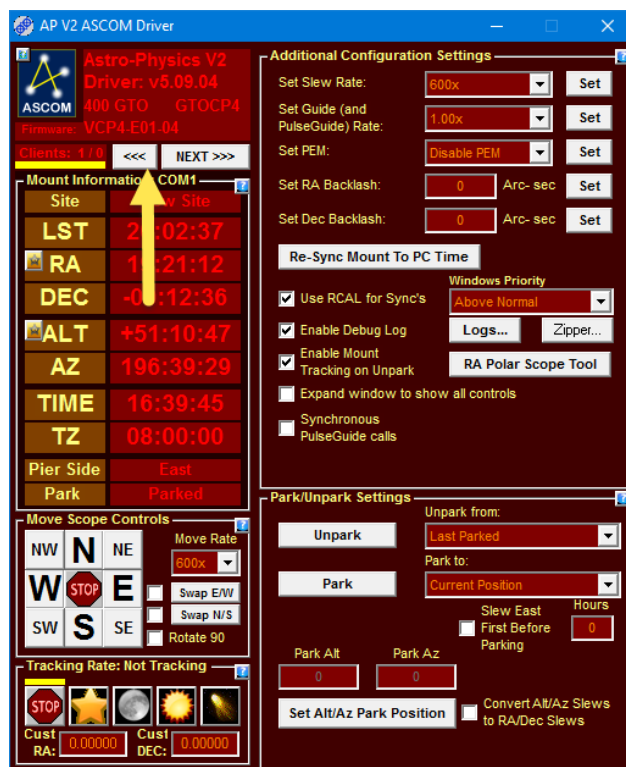 AP V2 ASCOM Driver
ASCOM
Astro-Physics V2
Driver: v5.09.04
400 GTO GTOCP4
Firmware: VCP4-E01-04
Clients: 1 / 0 <<< NEXT >>>
Mount Information COM1
Site Site
LST :02:37
RA :21:12
DEC :12:36
ALT +51:10:47
AZ 196:39:29
TIME 16:39:45
TZ 08:00:00
Pier Side East
Park Parked
Move Scope Controls
NW N NE Move Rate
600x
W STOP E Swap E/W
Swap N/S
SW S SE Rotate 90
Tracking Rate: Not Tracking
STOP
Cust RA: 0.00000 Cust DEC: 0.00000
Additional Configuration Settings
Set Slew Rate: 600x Set
Set Guide (and
PulseGuide) Rate: 1.00x Set
Set PEM: Disable PEM Set
Set RA Backlash: 0 Arc- sec Set
Set Dec Backlash: 0 Arc- sec Set
Re-Sync Mount To PC Time
Windows Priority
Use RCAL for Sync's Above Normal
Enable Debug Log Logs... Zipper...
Enable Mount
Tracking on Unpark RA Polar Scope Tool
Expand window to show all controls
Synchronous
PulseGuide calls
Park/Unpark Settings
Unpark from:
Unpark Last Parked
Park to:
Park Current Position
Slew East
First Before
Parking
Hours
0
Park Alt Park Az
0 0
Set Alt/Az Park Position
Convert Alt/Az Slews
to RA/Dec Slews